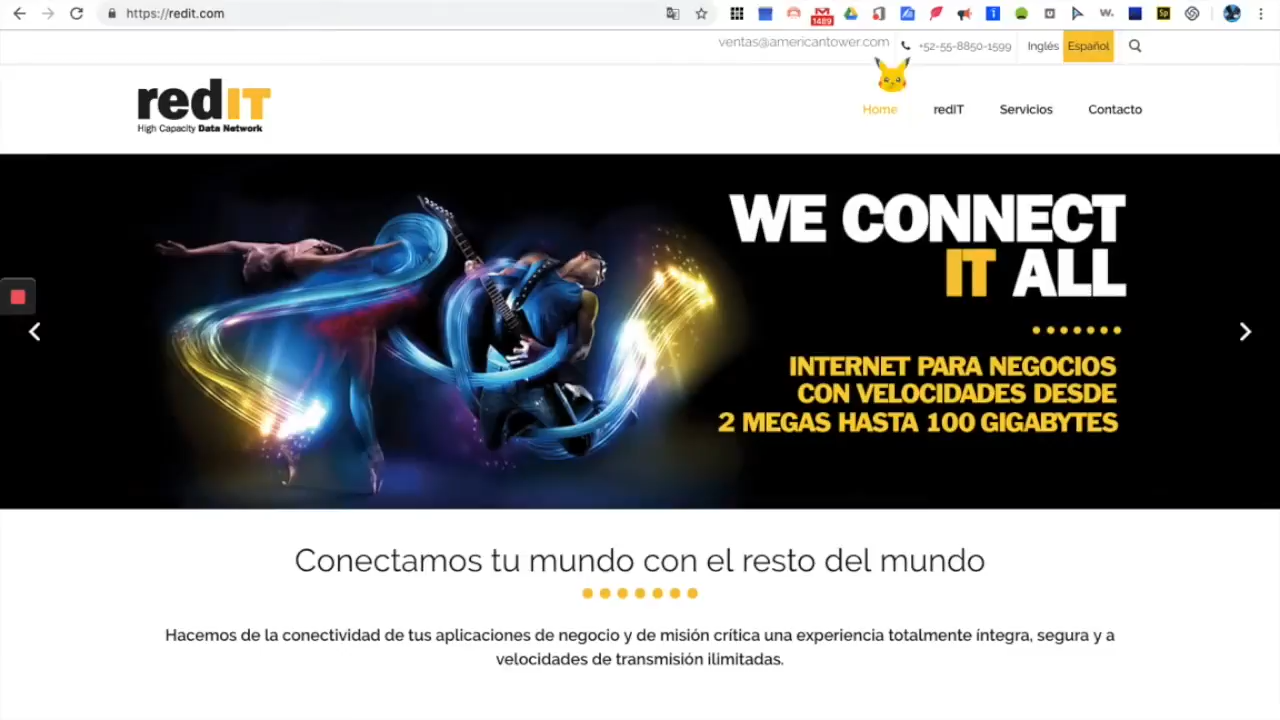 https://redit.com
1489
Sp
ventas@americantower.com
+52-55-8850-1599
Inglés
Español
redIT
High Capacity Data Network
Home
redIT
Servicios
Contacto
WE CONNECT
IT ALL
INTERNET PARA NEGOCIOS
CON VELOCIDADES DESDE
2 MEGAS HASTA 100 GIGABYTES
Conectamos tu mundo con el resto del mundo
Hacemos de la conectividad de tus aplicaciones de negocio y de misión crítica una experiencia totalmente íntegra, segura y a
velocidades de transmisión ilimitadas.